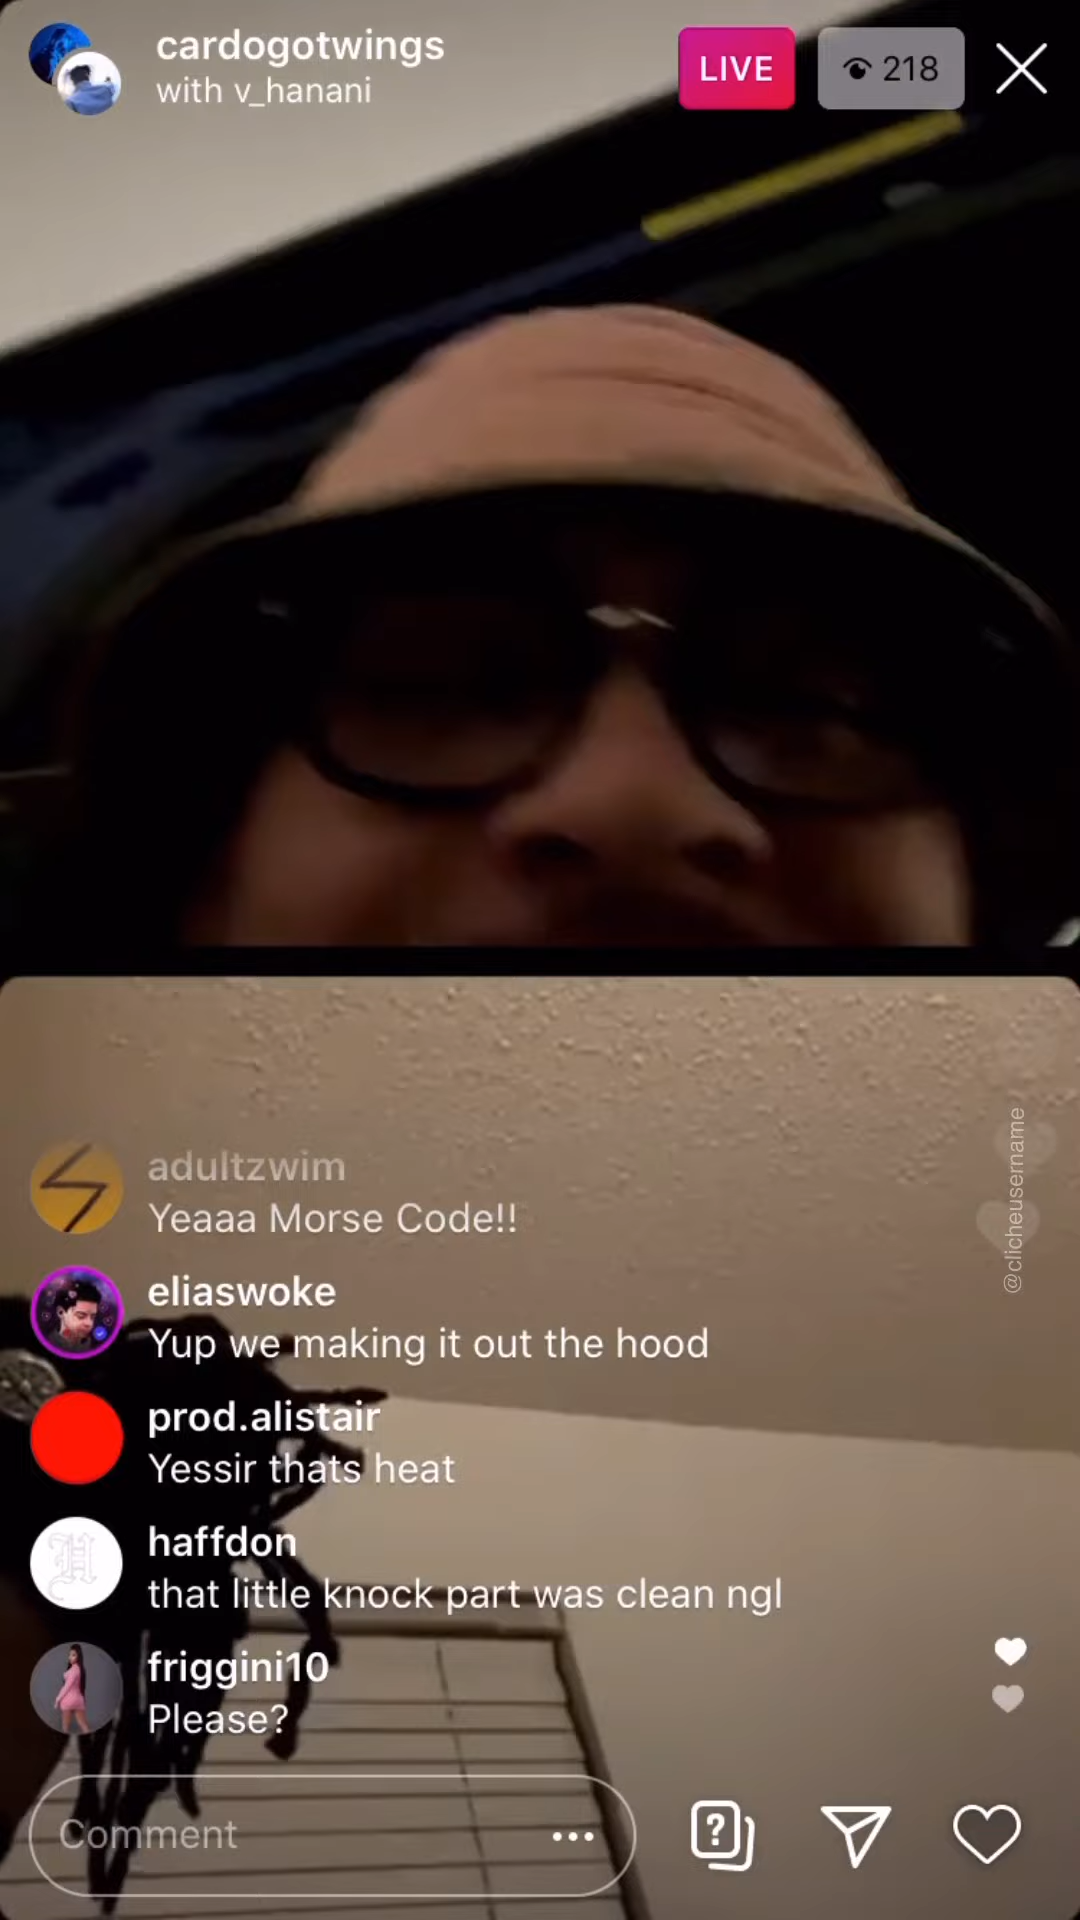 cardogotwings
with v_hanani
LIVE
218
@clicheusername
adultzwim
Yeaaa Morse Code!!
eliaswoke
Yup we making it out the hood
prod.alistair
Yessir thats heat
haffdon
that little knock part was clean ngl
friggini10
Please?
Comment